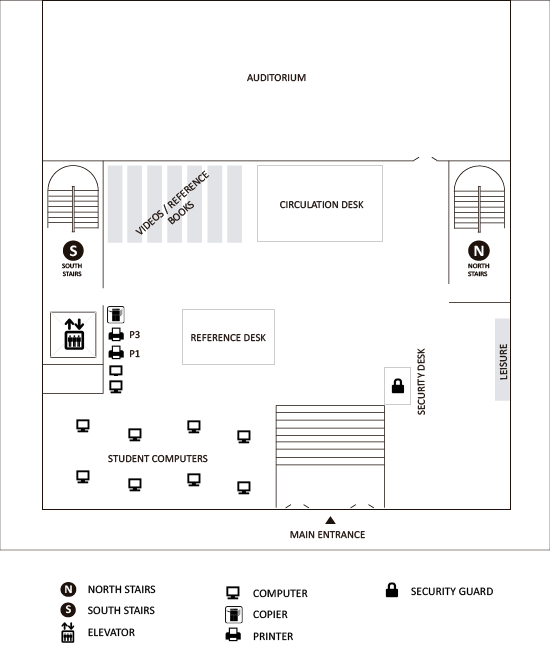 AUDITORIUM
VIDEOS / REFERENCE
BOOKS
CIRCULATION DESK
S
SOUTH
STAIRS
N
NORTH
STAIRS
P3
P1
REFERENCE DESK
LEISURE
SECURITY DESK
STUDENT COMPUTERS
MAIN ENTRANCE
N NORTH STAIRS
S SOUTH STAIRS
ELEVATOR
COMPUTER
COPIER
PRINTER
SECURITY GUARD